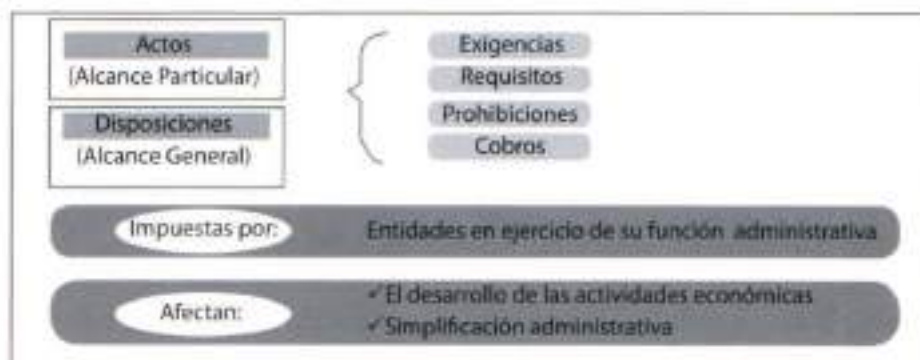 Actos
(Alcance Particular)
Disposiciones
(Alcance General)
Exigencias
Requisitos
Prohibiciones
Cobros
Impuestas por:
Entidades en ejercicio de su función administrativa
Afectan:
✓ El desarrollo de las actividades económicas
✓ Simplificación administrativa